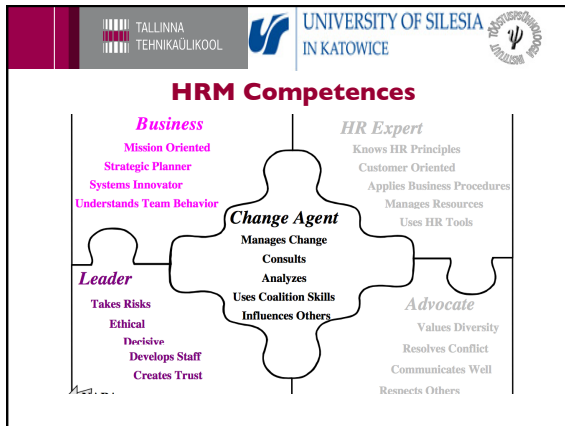 TALLINNA
TEHNIKAÜLIKOOL
UNIVERSITY OF SILESIA
IN KATOWICE
HRM Competences
Business
Mission Oriented
Strategic Planner
Systems Innovator
Understands Team Behavior
HR Expert
Knows HR Principles
Customer Oriented
Applies Business Procedures
Manages Resources
Uses HR Tools
Change Agent
Manages Change
Consults
Analyzes
Uses Coalition Skills
Influences Others
Leader
Takes Risks
Ethical
Decisive
Develops Staff
Creates Trust
Advocate
Values Diversity
Resolves Conflict
Communicates Well
Respects Others